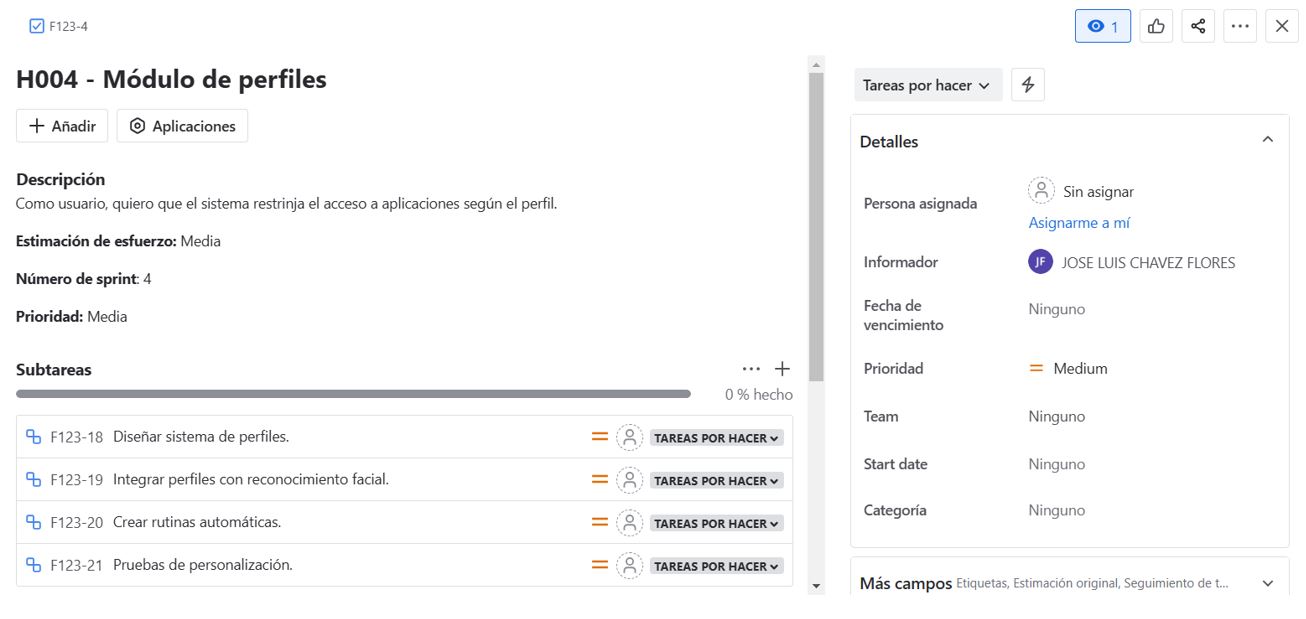 F123-4
1
H004 - Módulo de perfiles
Añadir
Aplicaciones
Descripción
Como usuario, quiero que el sistema restrinja el acceso a aplicaciones según el perfil.
Estimación de esfuerzo: Media
Número de sprint: 4
Prioridad: Media
Subtareas
0 % hecho
F123-18 Diseñar sistema de perfiles. TAREAS POR HACER
F123-19 Integrar perfiles con reconocimiento facial. TAREAS POR HACER
F123-20 Crear rutinas automáticas. TAREAS POR HACER
F123-21 Pruebas de personalización. TAREAS POR HACER
Tareas por hacer
Detalles
Persona asignada
Sin asignar
Asignarme a mí
Informador
JF JOSE LUIS CHAVEZ FLORES
Fecha de
vencimiento
Ninguno
Prioridad
Medium
Team
Ninguno
Start date
Ninguno
Categoría
Ninguno
Más campos Etiquetas, Estimación original, Seguimiento de t...